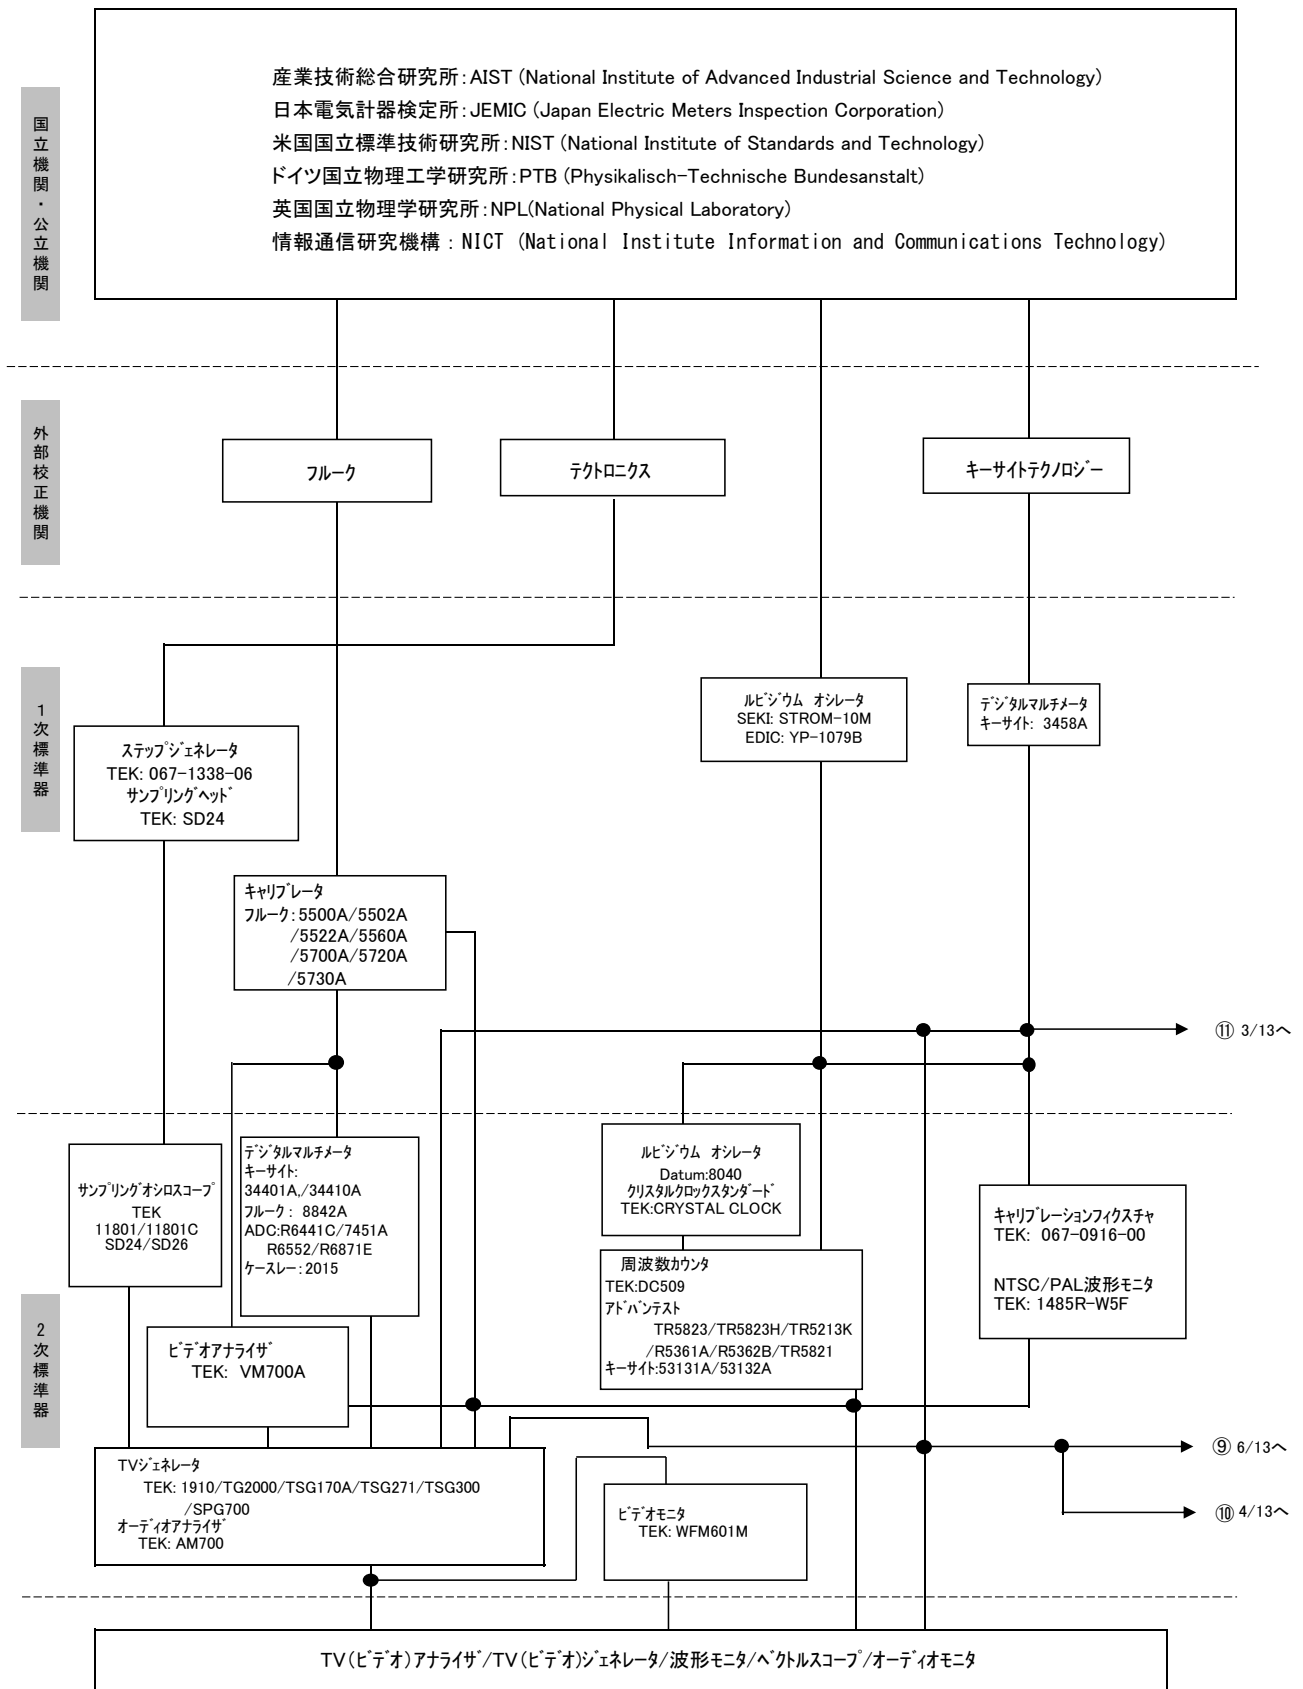 産業技術総合研究所：AIST (National Institute of Advanced Industrial Science and Technology)
日本電気計器検定所：JEMIC (Japan Electric Meters Inspection Corporation)
米国国立標準技術研究所：NIST (National Institute of Standards and Technology)
ドイツ国立物理工学研究所：PTB (Physikalisch-Technische Bundesanstalt)
英国国立物理学研究所：NPL(National Physical Laboratory)
情報通信研究機構 : NICT (National Institute Information and Communications Technology)
国立機関・公立機関
外部校正機関
フルーク
テクトロニクス
キーサイトテクノロジー
1次標準器
ステップジェネレータ
TEK: 067-1338-06
サンプリングヘッド
TEK: SD24
ルビジウム オシレータ
SEKI: STROM-10M
EDIC: YP-1079B
デジタルマルチメータ
キーサイト: 3458A
キャリブレータ
フルーク：5500A/5502A
/5522A/5560A
/5700A/5720A
/5730A
⑪ 3/13へ
2次標準器
サンプリングオシロスコープ
TEK
11801/11801C
SD24/SD26
デジタルマルチメータ
キーサイト:
34401A,/34410A
フルーク： 8842A
ADC:R6441C/7451A
R6552/R6871E
ケースレー：2015
ルビジウム オシレータ
Datum:8040
クリスタルクロックスタンダード
TEK:CRYSTAL CLOCK
周波数カウンタ
TEK:DC509
アドバンテスト
TR5823/TR5823H/TR5213K
/R5361A/R5362B/TR5821
キーサイト:53131A/53132A
キャリブレーションフィクスチャ
TEK: 067-0916-00
NTSC/PAL波形モニタ
TEK: 1485R-W5F
ビデオアナライザ
TEK: VM700A
⑨ 6/13へ
⑩ 4/13へ
TVジェネレータ
TEK: 1910/TG2000/TSG170A/TSG271/TSG300
/SPG700
オーディオアナライザ
TEK: AM700
ビデオモニタ
TEK: WFM601M
TV(ビデオ)アナライザ/TV(ビデオ)ジェネレータ/波形モニタ/ベクトルスコープ/オーディオモニタ